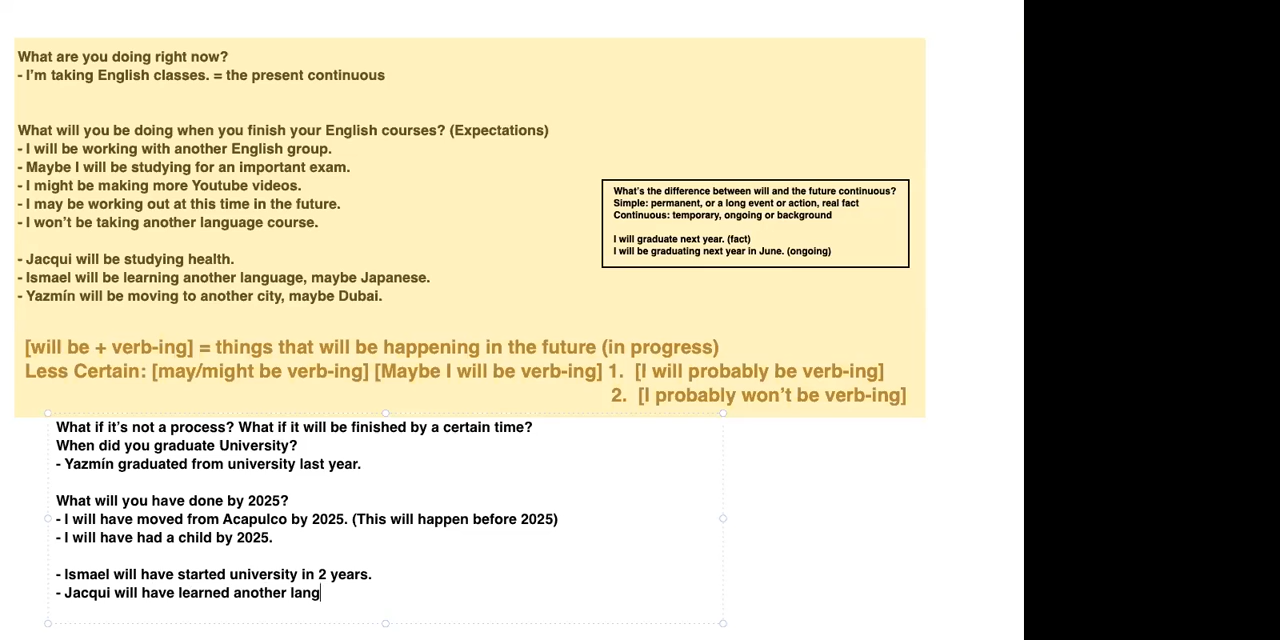 What are you doing right now?
- I'm taking English classes. = the present continuous
What will you be doing when you finish your English courses? (Expectations)
- I will be working with another English group.
- Maybe I will be studying for an important exam.
- I might be making more Youtube videos.
- I may be working out at this time in the future.
- I won't be taking another language course.
- Jacqui will be studying health.
- Ismael will be learning another language, maybe Japanese.
- Yazmín will be moving to another city, maybe Dubai.
What's the difference between will and the future continuous?
Simple: permanent, or a long event or action, real fact
Continuous: temporary, ongoing or background
I will graduate next year. (fact)
I will be graduating next year in June. (ongoing)
[will be + verb-ing] = things that will be happening in the future (in progress)
Less Certain: [may/might be verb-ing] [Maybe I will be verb-ing] 1. [I will probably be verb-ing]
2. [I probably won't be verb-ing]
What if it's not a process? What if it will be finished by a certain time?
When did you graduate University?
- Yazmín graduated from university last year.
What will you have done by 2025?
- I will have moved from Acapulco by 2025. (This will happen before 2025)
- I will have had a child by 2025.
- Ismael will have started university in 2 years.
- Jacqui will have learned another lang